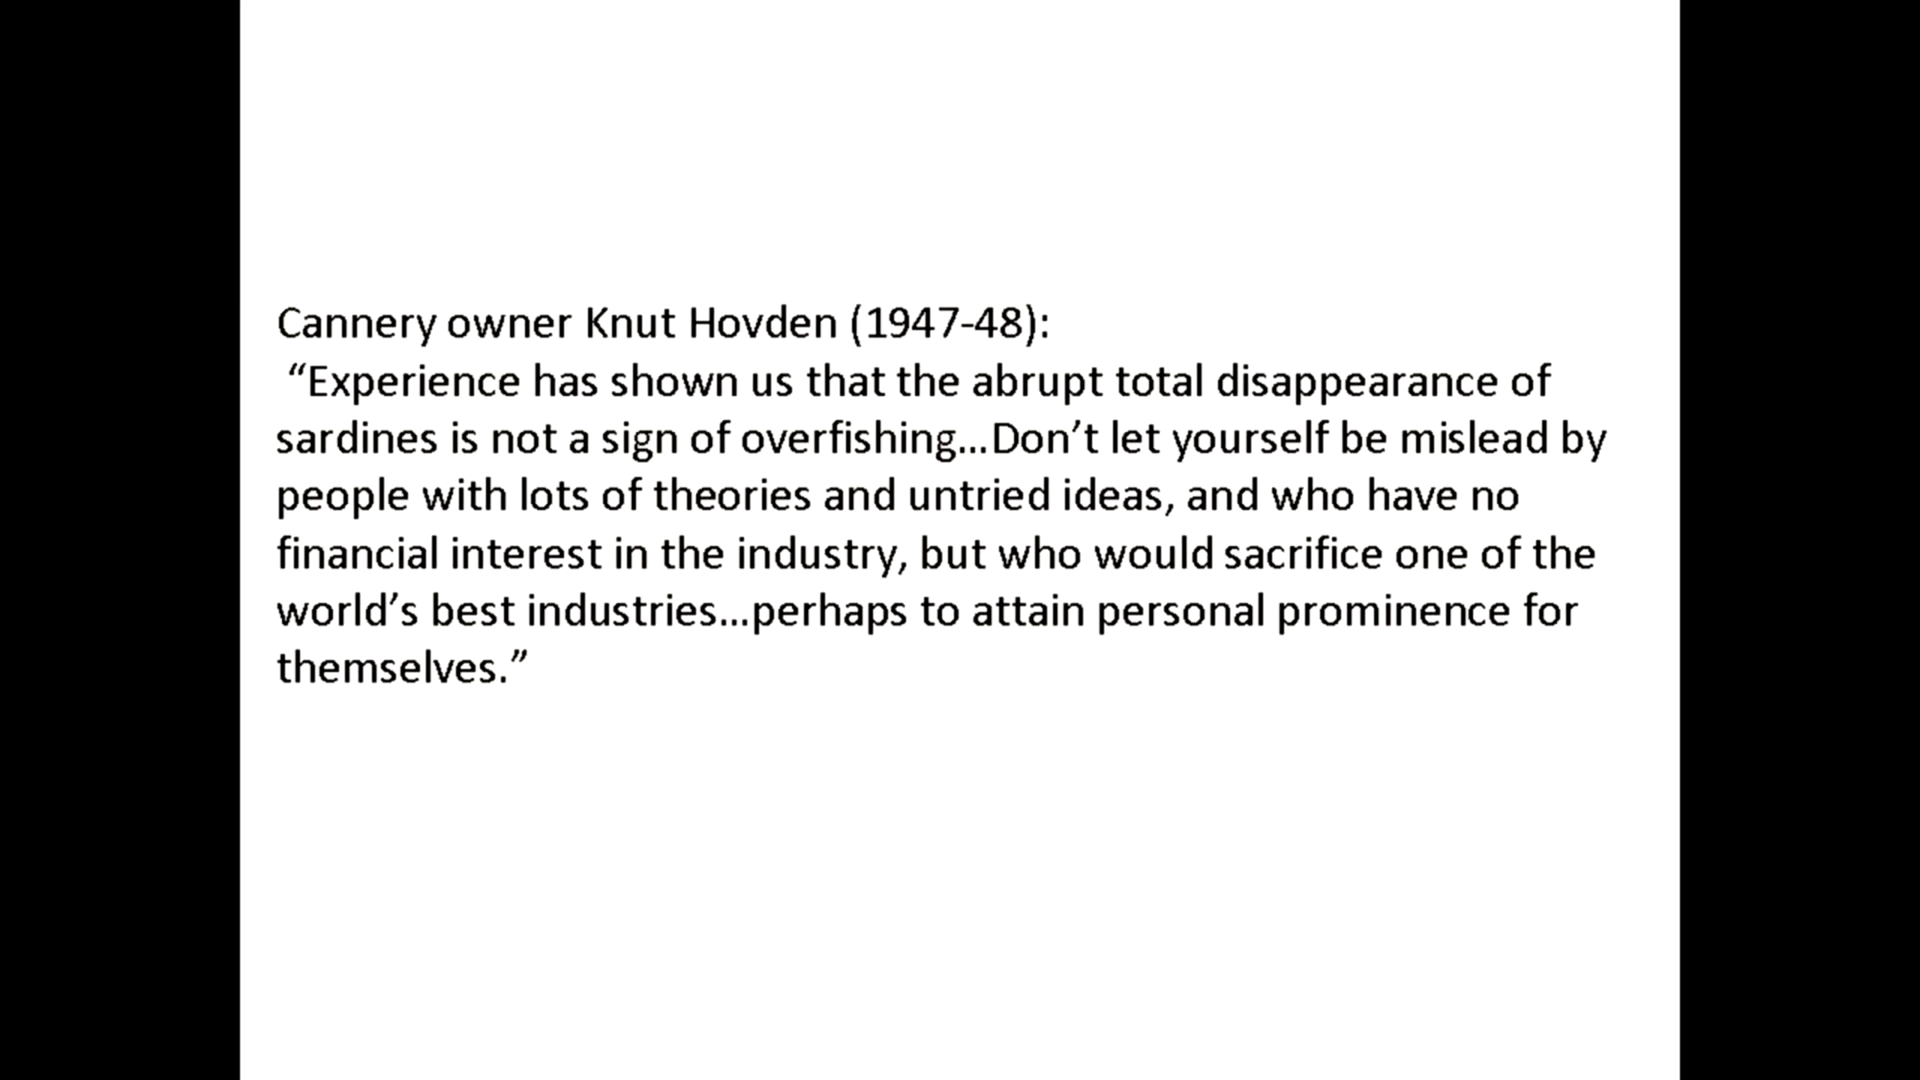 Cannery owner Knut Hovden (1947-48):
“Experience has shown us that the abrupt total disappearance of
sardines is not a sign of overfishing…Don’t let yourself be mislead by
people with lots of theories and untried ideas, and who have no
financial interest in the industry, but who would sacrifice one of the
world’s best industries…perhaps to attain personal prominence for
themselves.”